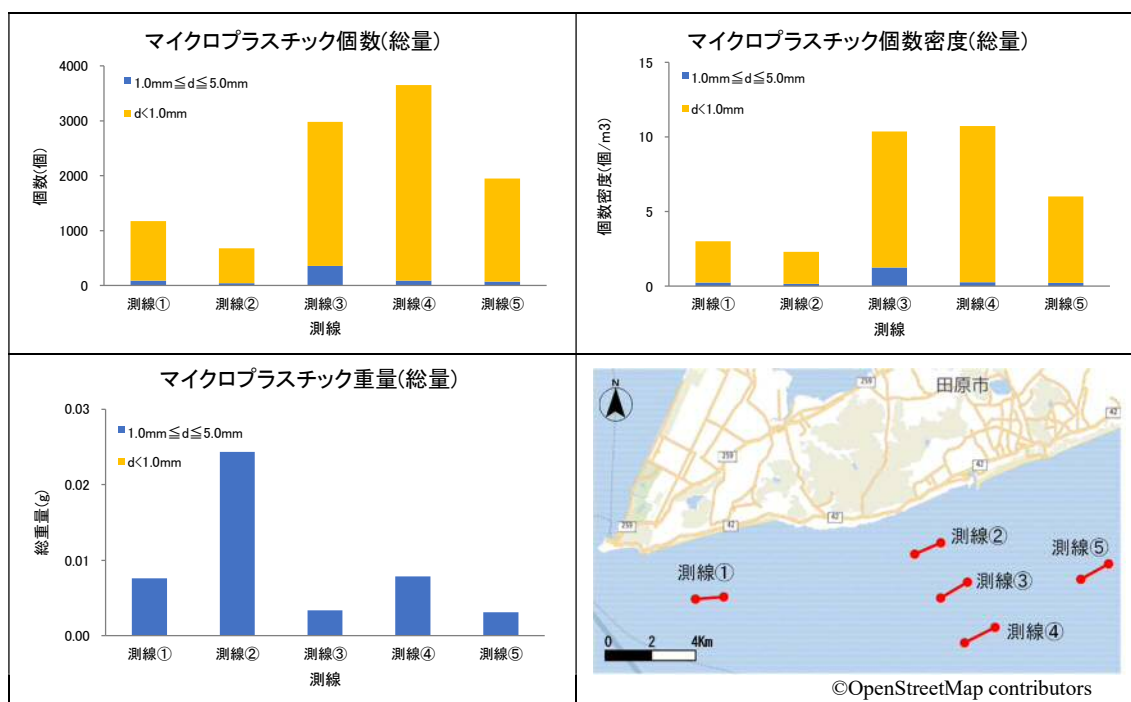 マイクロプラスチック個数(総量)
4000
3000
2000
1000
0
個数(個)
1.0mm≦d≦5.0mm
d<1.0mm
測線① 測線② 測線③ 測線④ 測線⑤
測線
マイクロプラスチック個数密度(総量)
15
10
5
0
個数密度(個/m3)
1.0mm≦d≦5.0mm
d<1.0mm
測線① 測線② 測線③ 測線④ 測線⑤
測線
マイクロプラスチック重量(総量)
0.03
0.02
0.01
0.00
総重量(g)
1.0mm≦d≦5.0mm
d<1.0mm
測線① 測線② 測線③ 測線④ 測線⑤
測線
N
259
田原市
42
259
42
259
42
42
測線②
測線⑤
測線①
測線③
測線④
0 2 4Km
©OpenStreetMap contributors